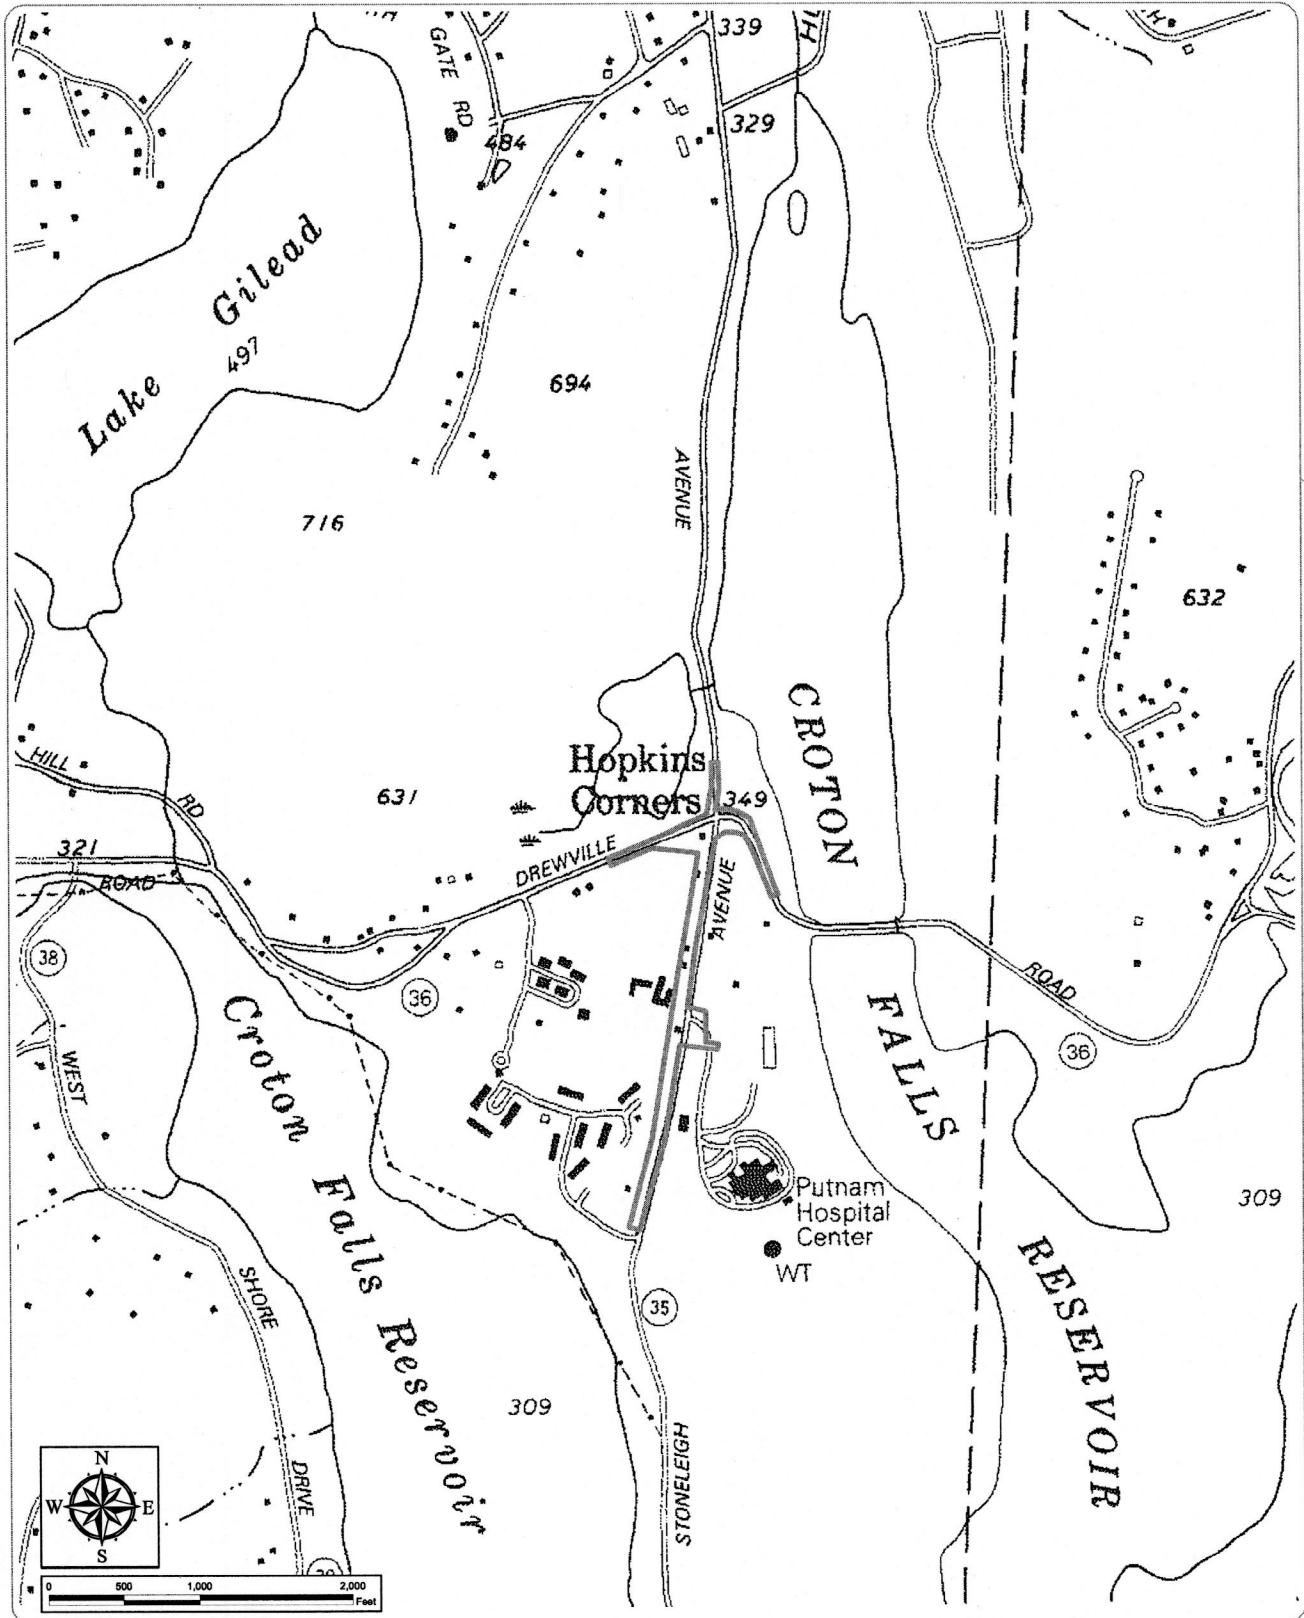 339
GATE RD
329
484
Lake Gilead
497
694
AVENUE
716
632
CROTON
Hopkins
Corners
349
HILL
RD
631
321
ROAD
DREWVILLE
AVENUE
38
36
ROAD
36
FALLS
Croton Falls Reservoir
WEST
Putnam
Hospital
Center
WT
309
RESERVOIR
SHORE
35
309
STONELEIGH
DRIVE
N
W E
S
0 500 1,000 2,000
Feet